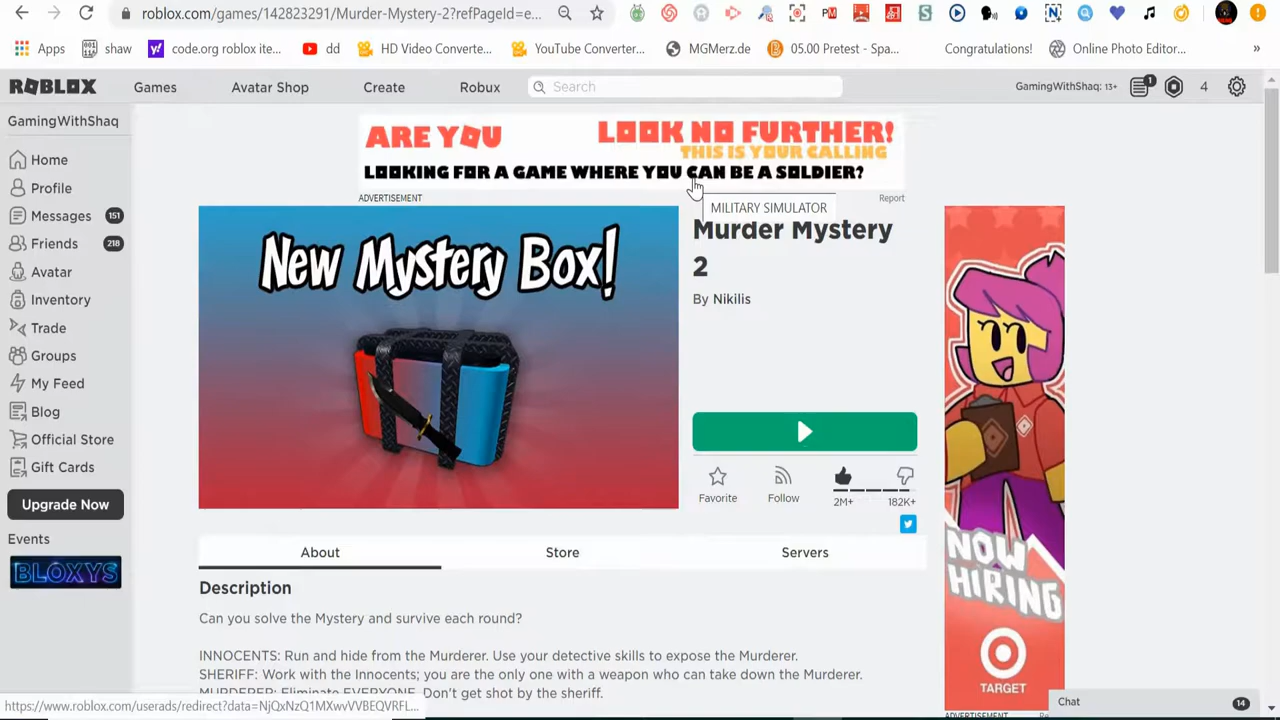 roblox.com/games/142823291/Murder-Mystery-2?refPageId=e...
Apps
shaw
code.org roblox ite...
dd
HD Video Converte...
YouTube Converter...
MGMerz.de
05.00 Pretest - Spa...
Congratulations!
Online Photo Editor...
»
ROBLOX
Games
Avatar Shop
Create
Robux
Search
GamingWithShaq: 13+
1
4
GamingWithShaq
Home
Profile
Messages 151
Friends 218
Avatar
Inventory
Trade
Groups
My Feed
Blog
Official Store
Gift Cards
Upgrade Now
Events
BLOXYS
ARE YOU
LOOK NO FURTHER!
THIS IS YOUR CALLING
LOOKING FOR A GAME WHERE YOU CAN BE A SOLDIER?
ADVERTISEMENT
Report
MILITARY SIMULATOR
New Mystery Box!
Murder Mystery
2
By Nikilis
Favorite
Follow
2M+
182K+
About
Store
Servers
Description
Can you solve the Mystery and survive each round?
INNOCENTS: Run and hide from the Murderer. Use your detective skills to expose the Murderer.
SHERIFF: Work with the Innocents; you are the only one with a weapon who can take down the Murderer.
MURDERER: Eliminate EVERYONE. Don't get shot by the sheriff.
NOW
HIRING
TARGET
ADVERTISEMENT
Chat
14